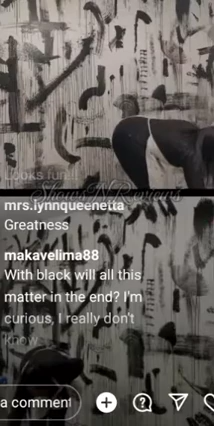 Looks fun!!
ShowsNReviews
mrs.lynnqueenetta
Greatness
makavelima88
With black will all this
matter in the end? I'm
curious, I really don't
know
a comment